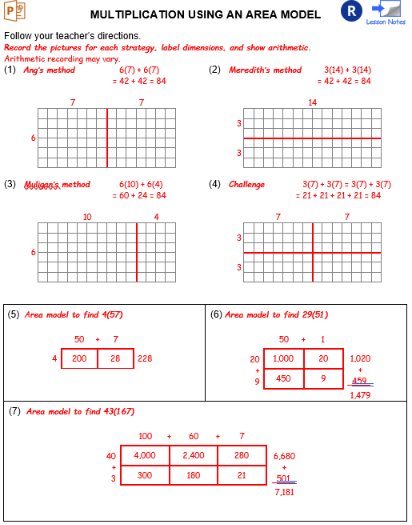 P
MULTIPLICATION USING AN AREA MODEL
R
Lesson Notes
Follow your teacher's directions.
Record the pictures for each strategy, label dimensions, and show arithmetic.
Arithmetic recording may vary.
(1) Ang's method 6(7) + 6(7)
= 42 + 42 = 84
7 7
6
(2) Meredith's method 3(14) + 3(14)
= 42 + 42 = 84
14
3
3
(3) method 6(10) + 6(4)
= 60 + 24 = 84
10 4
6
(4) Challenge 3(7) + 3(7) = 3(7) + 3(7)
= 21 + 21 + 21 + 21 = 84
7 7
3
3
(5) Area model to find 4(57)
50 + 7
4 200 28 228
(6) Area model to find 29(51)
50 + 1
20 1,000 20 1,020
+ +
9 450 9 459
1,479
(7) Area model to find 43(167)
100 + 60 + 7
40 4,000 2,400 280 6,680
+ +
3 300 180 21 501
7,181